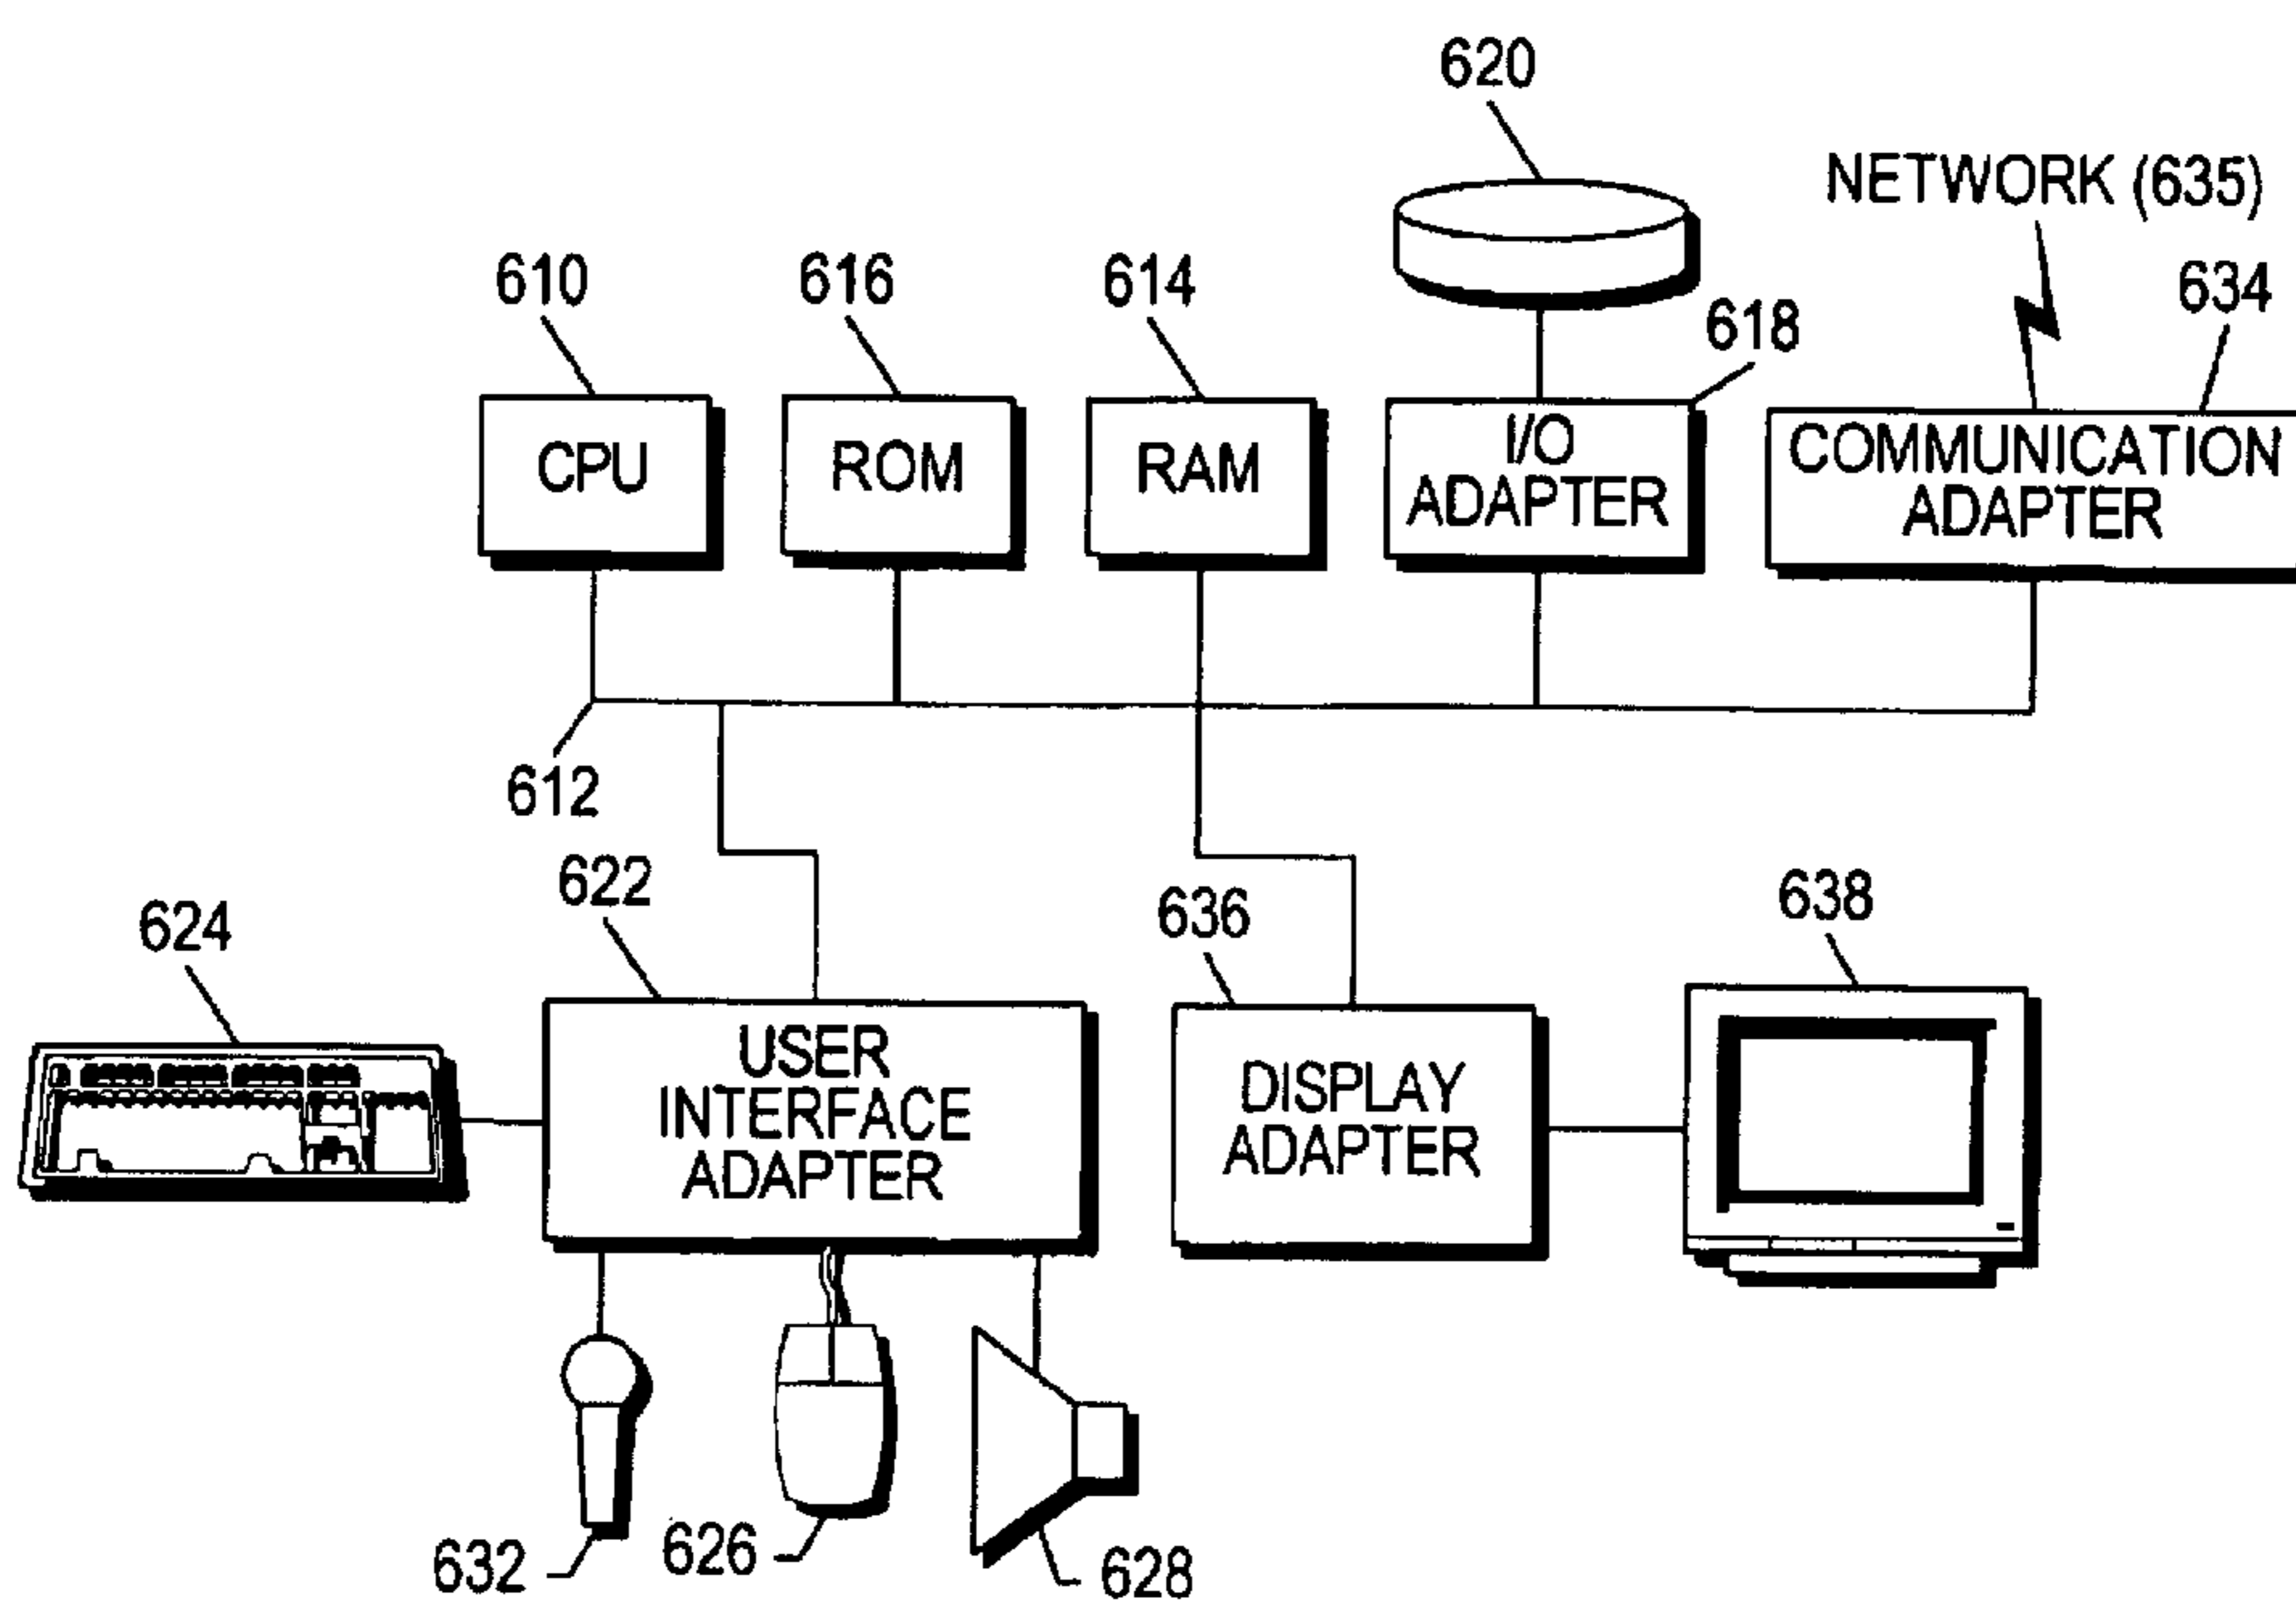 620
NETWORK (635)
610
616
614
618
634
CPU
ROM
RAM
I/O
ADAPTER
COMMUNICATION
ADAPTER
612
622
636
638
624
USER
INTERFACE
ADAPTER
DISPLAY
ADAPTER
632
626
628